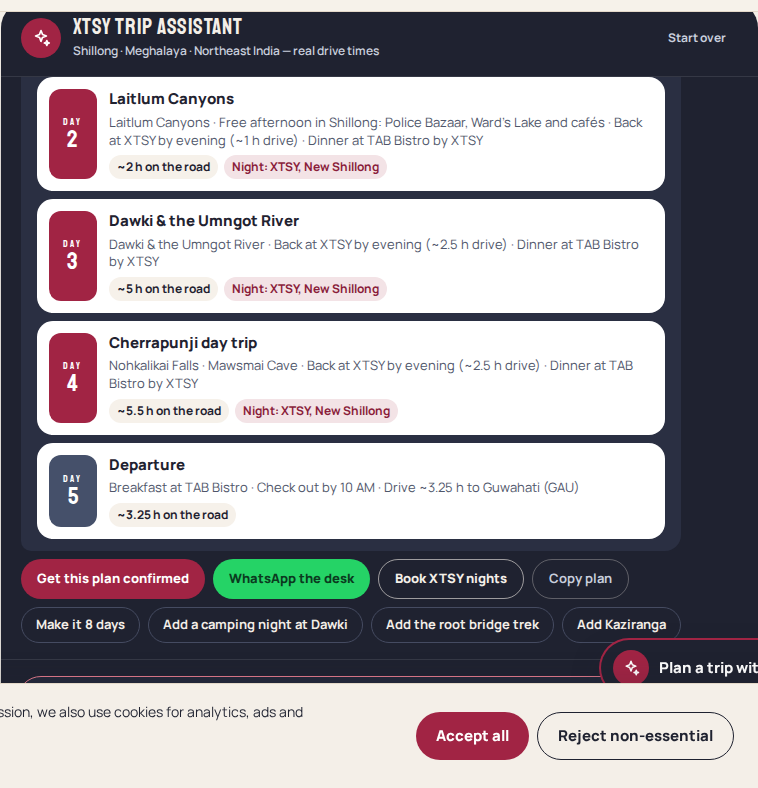 XTSY TRIP ASSISTANT
Shillong · Meghalaya · Northeast India — real drive times
Start over
DAY
2
Laitlum Canyons
Laitlum Canyons · Free afternoon in Shillong: Police Bazaar, Ward's Lake and cafés · Back
at XTSY by evening (~1 h drive) · Dinner at TAB Bistro by XTSY
~2 h on the road
Night: XTSY, New Shillong
DAY
3
Dawki & the Umngot River
Dawki & the Umngot River · Back at XTSY by evening (~2.5 h drive) · Dinner at TAB Bistro
by XTSY
~5 h on the road
Night: XTSY, New Shillong
DAY
4
Cherrapunji day trip
Nohkalikai Falls · Mawsmai Cave · Back at XTSY by evening (~2.5 h drive) · Dinner at TAB
Bistro by XTSY
~5.5 h on the road
Night: XTSY, New Shillong
DAY
5
Departure
Breakfast at TAB Bistro · Check out by 10 AM · Drive ~3.25 h to Guwahati (GAU)
~3.25 h on the road
Get this plan confirmed
WhatsApp the desk
Book XTSY nights
Copy plan
Make it 8 days
Add a camping night at Dawki
Add the root bridge trek
Add Kaziranga
Plan a trip wit
ssion, we also use cookies for analytics, ads and
Accept all
Reject non-essential